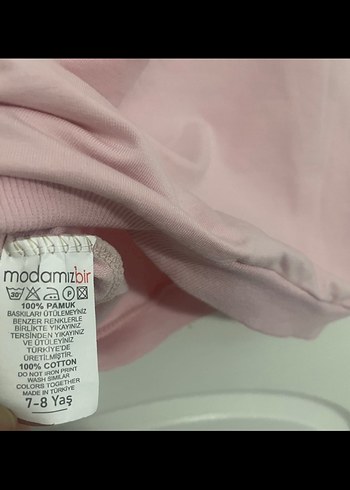 modamızbir
30° P
100% PAMUK
BASKILARI ÜTÜLEMEYİNİZ
BENZER RENKLERLE
BİRLİKTE YIKAYINIZ
TERSİNDEN YIKAYINIZ
VE ÜTÜLEYİNİZ
TÜRKİYE'DE
ÜRETİLMİŞTİR.
100% COTTON
DO NOT IRON PRINT
WASH SIMILAR
COLORS TOGETHER
MADE IN TÜRKİYE
7-8 Yaş